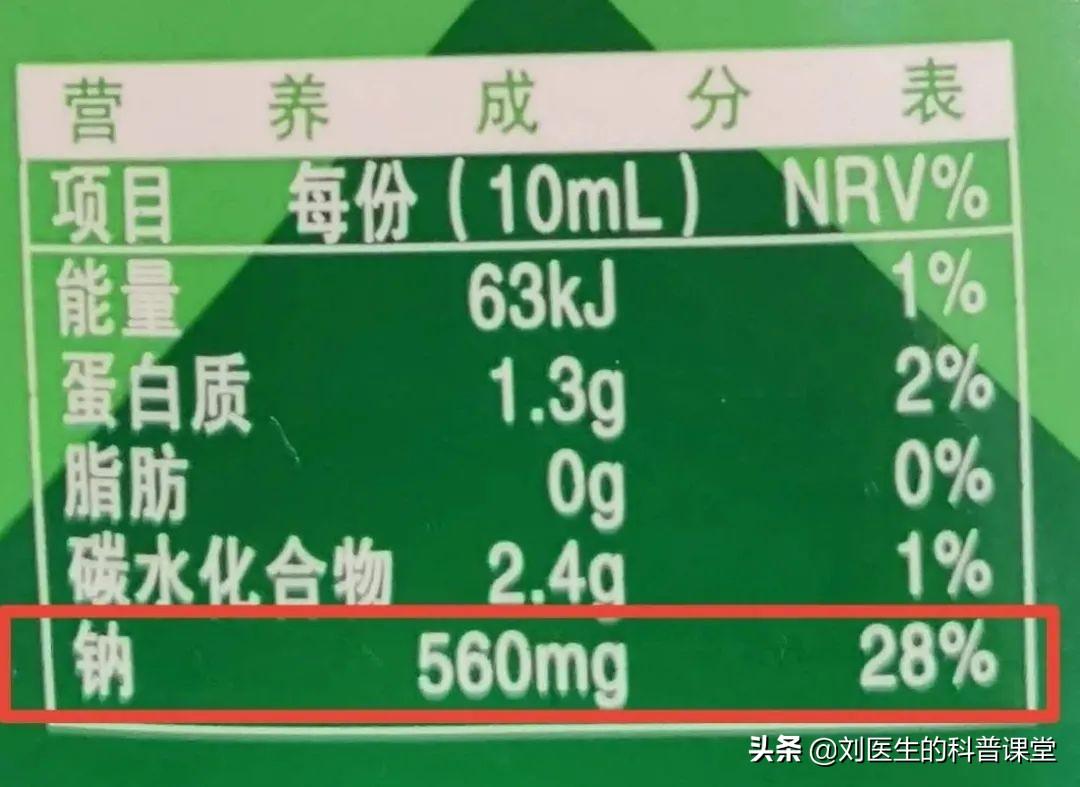 营养成分表
项目 每份(10mL) NRV%
能量 63kJ 1%
蛋白质 1.3g 2%
脂肪 0g 0%
碳水化合物 2.4g 1%
钠 560mg 28%
头条 @刘医生的科普课堂